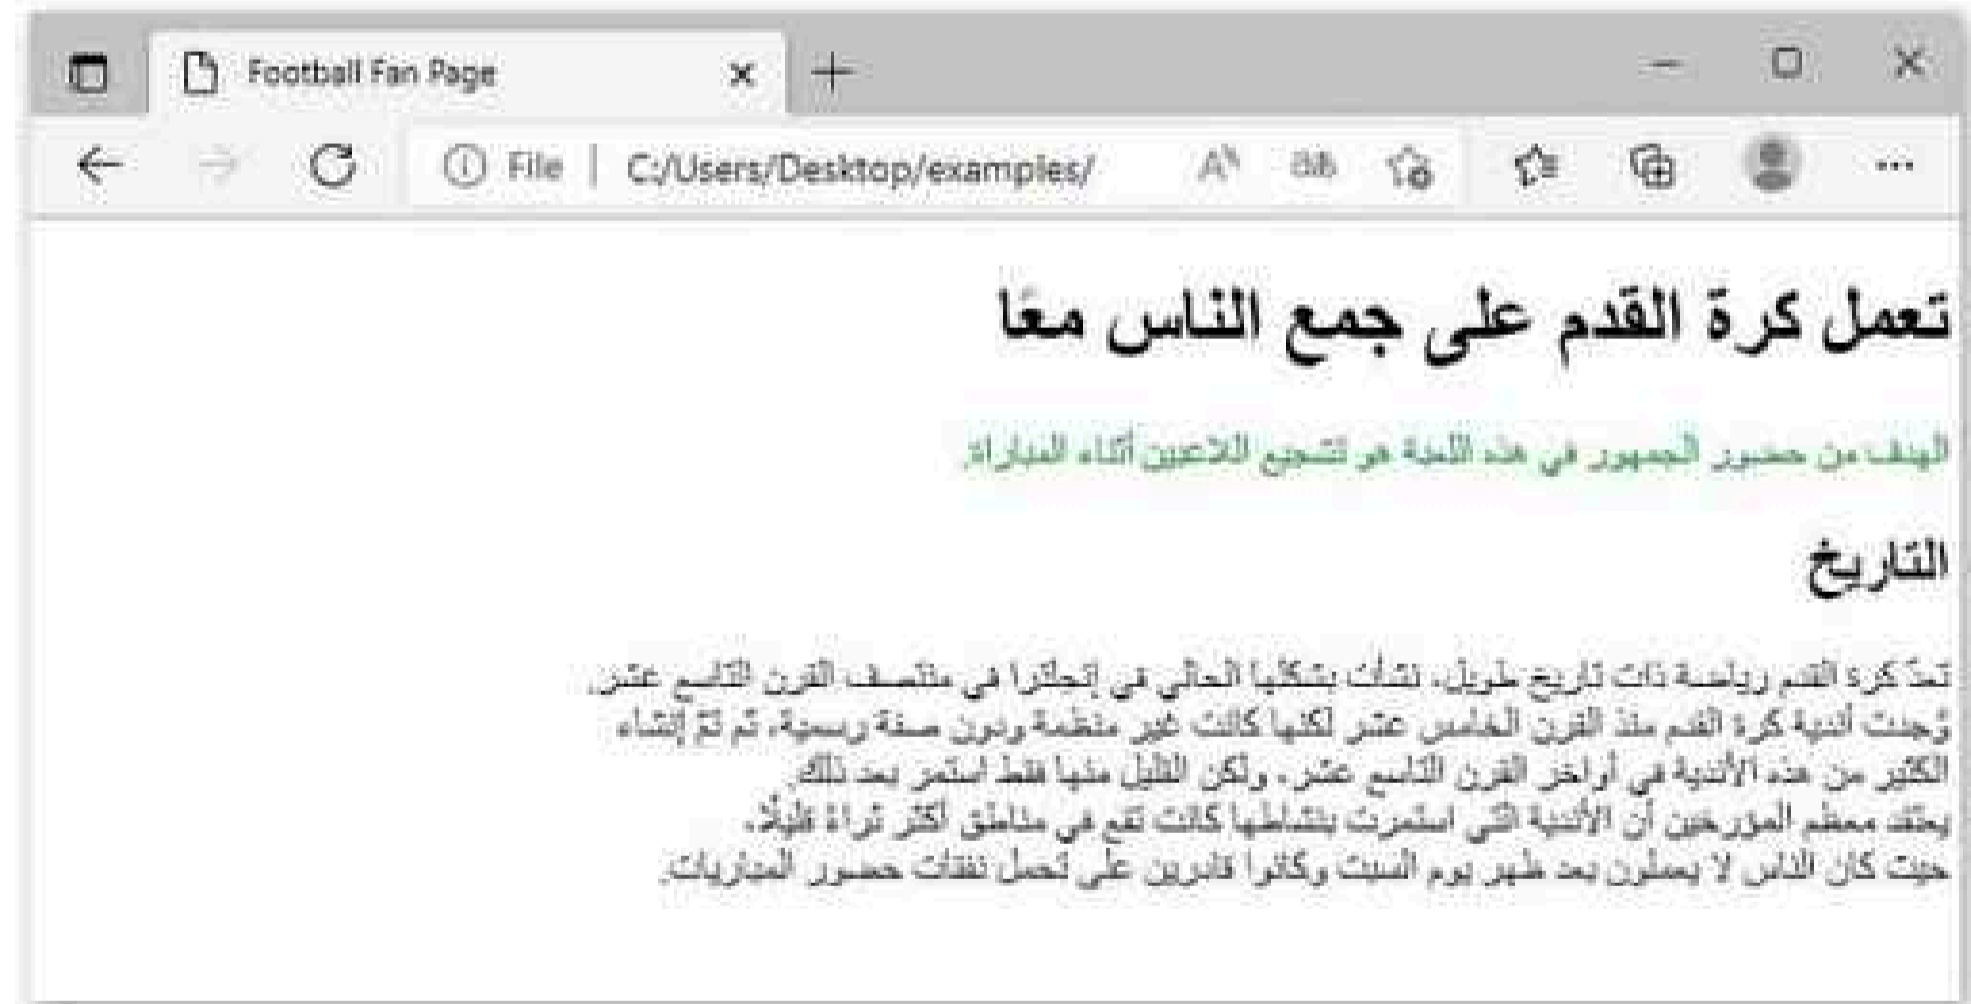 Football Fan Page
File | C:/Users/Desktop/examples/
تعمل كرة القدم على جمع الناس معًا
الهدف من حضور الجمهور في هذه اللعبة هو تشجيع اللاعبين أثناء المباراة.
التاريخ
تعدّ كرة القدم رياضة ذات تاريخ طويل، نشأت بشكلها الحالي في إنجلترا في منتصف القرن التاسع عشر.
وُجدت أندية كرة القدم منذ القرن الخامس عشر لكنها كانت غير منظمة ودون صفة رسمية، ثم تمّ إنشاء
الكثير من هذه الأندية في أواخر القرن التاسع عشر، ولكن القليل منها فقط استمر بعد ذلك.
يعتقد معظم المؤرخين أن الأندية التي استمرت بنشاطها كانت تقع في مناطق أكثر ثراءً قليلًا،
حيث كان الناس لا يعملون بعد ظهر يوم السبت وكانوا قادرين على تحمل نفقات حضور المباريات.